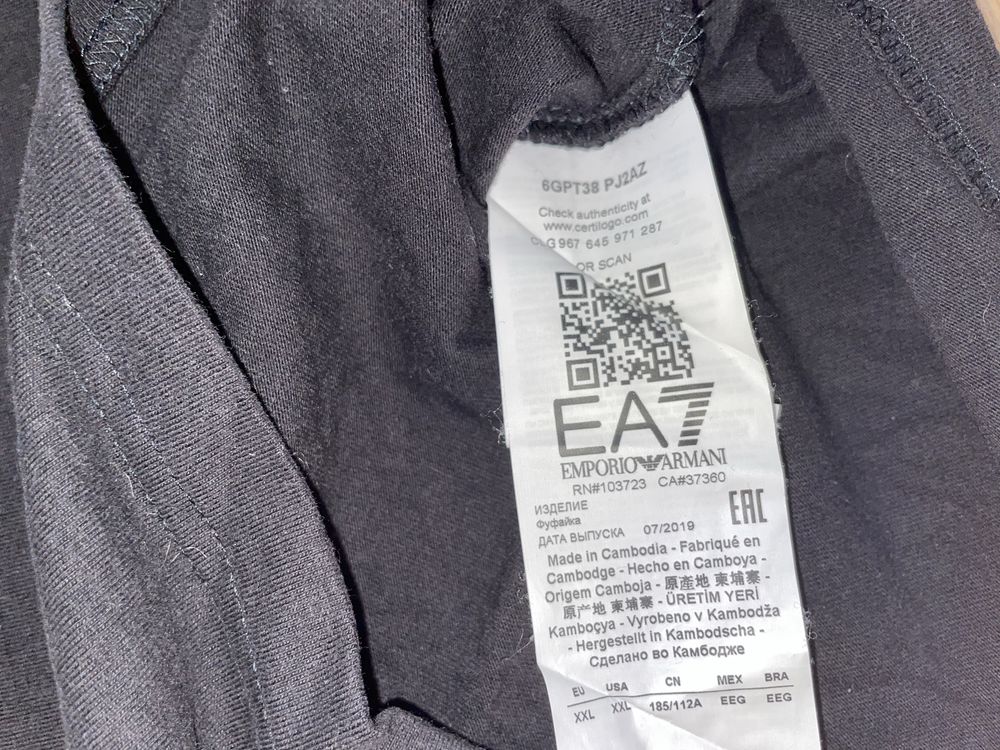 6GPT38 PJ2AZ
Check authenticity at
www.certilogo.com
CLG 967 645 971 287
OR SCAN
EA7
EMPORIO ARMANI
RN#103723 CA#37360
ИЗДЕЛИЕ
Фуфайка
ДАТА ВЫПУСКА 07/2019
EAC
Made in Cambodia - Fabriqué en
Cambodge - Hecho en Camboya -
Origem Camboja - 原產地 柬埔寨 -
原产地 柬埔寨 - ÜRETİM YERİ
Kamboçya - Vyrobeno v Kambodža
- Hergestellt in Kambodscha -
Сделано во Камбодже
EU USA CN MEX BRA
XXL XXL 185/112A EEG EEG